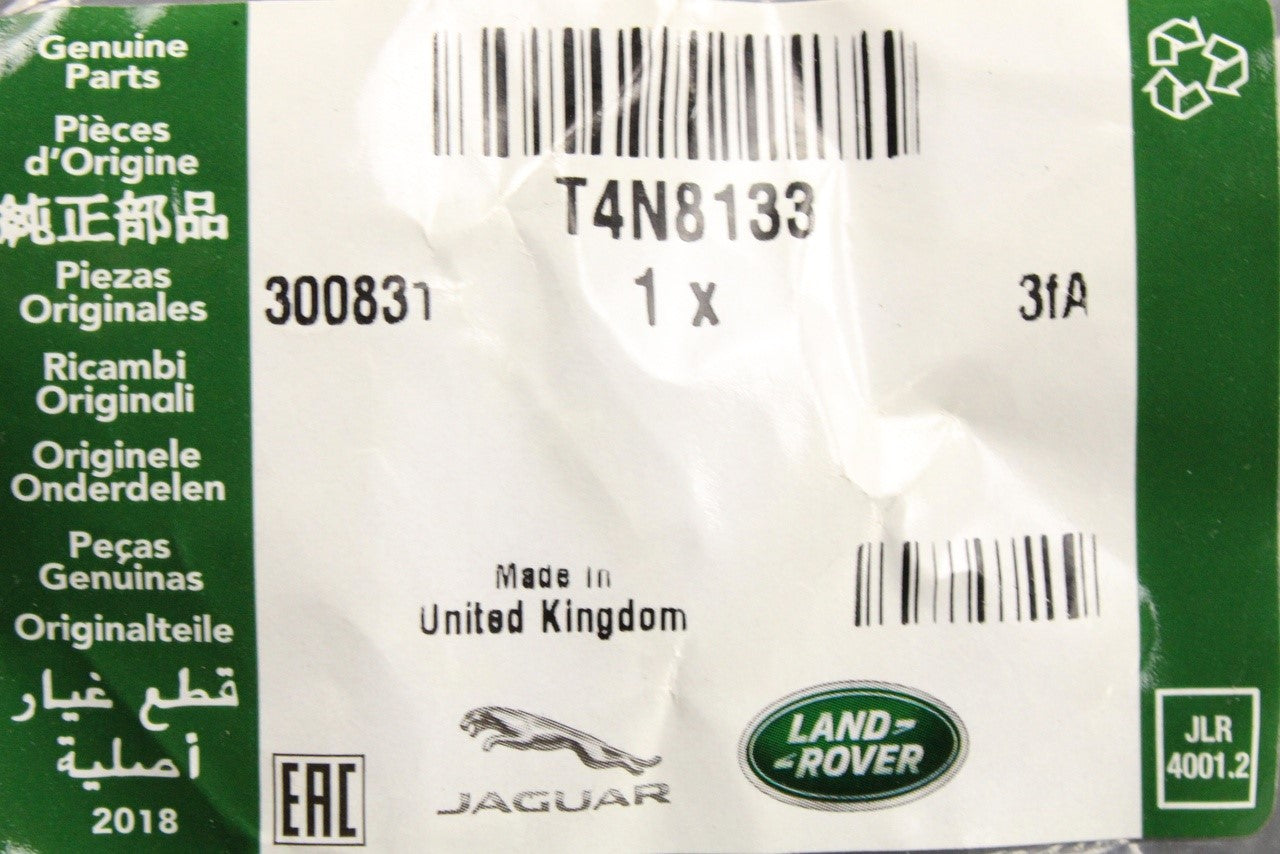 Genuine
Parts
Pièces
d'Origine
純正部品
Piezas
Originales
Ricambi
Originali
Originele
Onderdelen
Peças
Genuinas
Originalteile
قطع غيار
أصلية
2018
T4N8133
300831 1 x 3fA
Made in
United Kingdom
EAC
JAGUAR
LAND-
-ROVER
JLR
4001.2